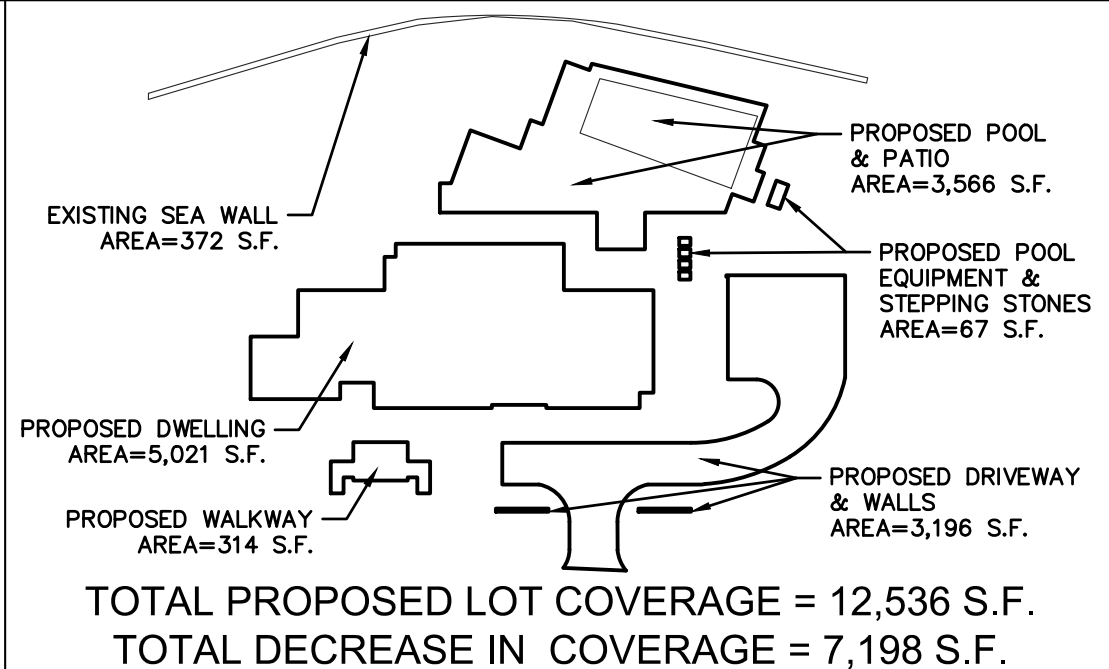 PROPOSED POOL
& PATIO
AREA=3,566 S.F.
EXISTING SEA WALL
AREA=372 S.F.
PROPOSED POOL
EQUIPMENT &
STEPPING STONES
AREA=67 S.F.
PROPOSED DWELLING
AREA=5,021 S.F.
PROPOSED DRIVEWAY
& WALLS
AREA=3,196 S.F.
PROPOSED WALKWAY
AREA=314 S.F.
TOTAL PROPOSED LOT COVERAGE = 12,536 S.F.
TOTAL DECREASE IN COVERAGE = 7,198 S.F.